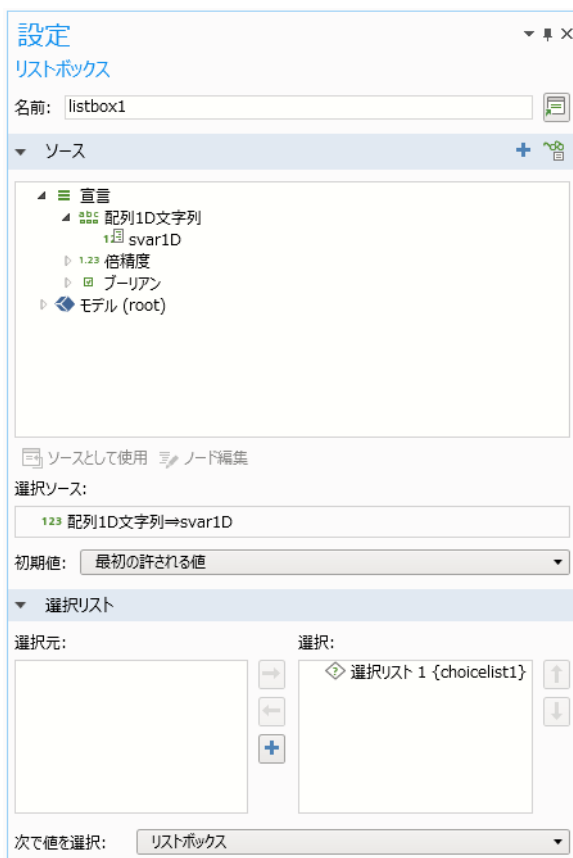 設定
リストボックス
名前: listbox1
ソース
宣言
abc 配列1D文字列
svar1D
1.23 倍精度
ブーリアン
モデル (root)
ソースとして使用 ノード編集
選択ソース:
123 配列1D文字列⇒svar1D
初期値: 最初の許される値
選択リスト
選択元: 選択:
選択リスト 1 {choicelist1}
次で値を選択: リストボックス